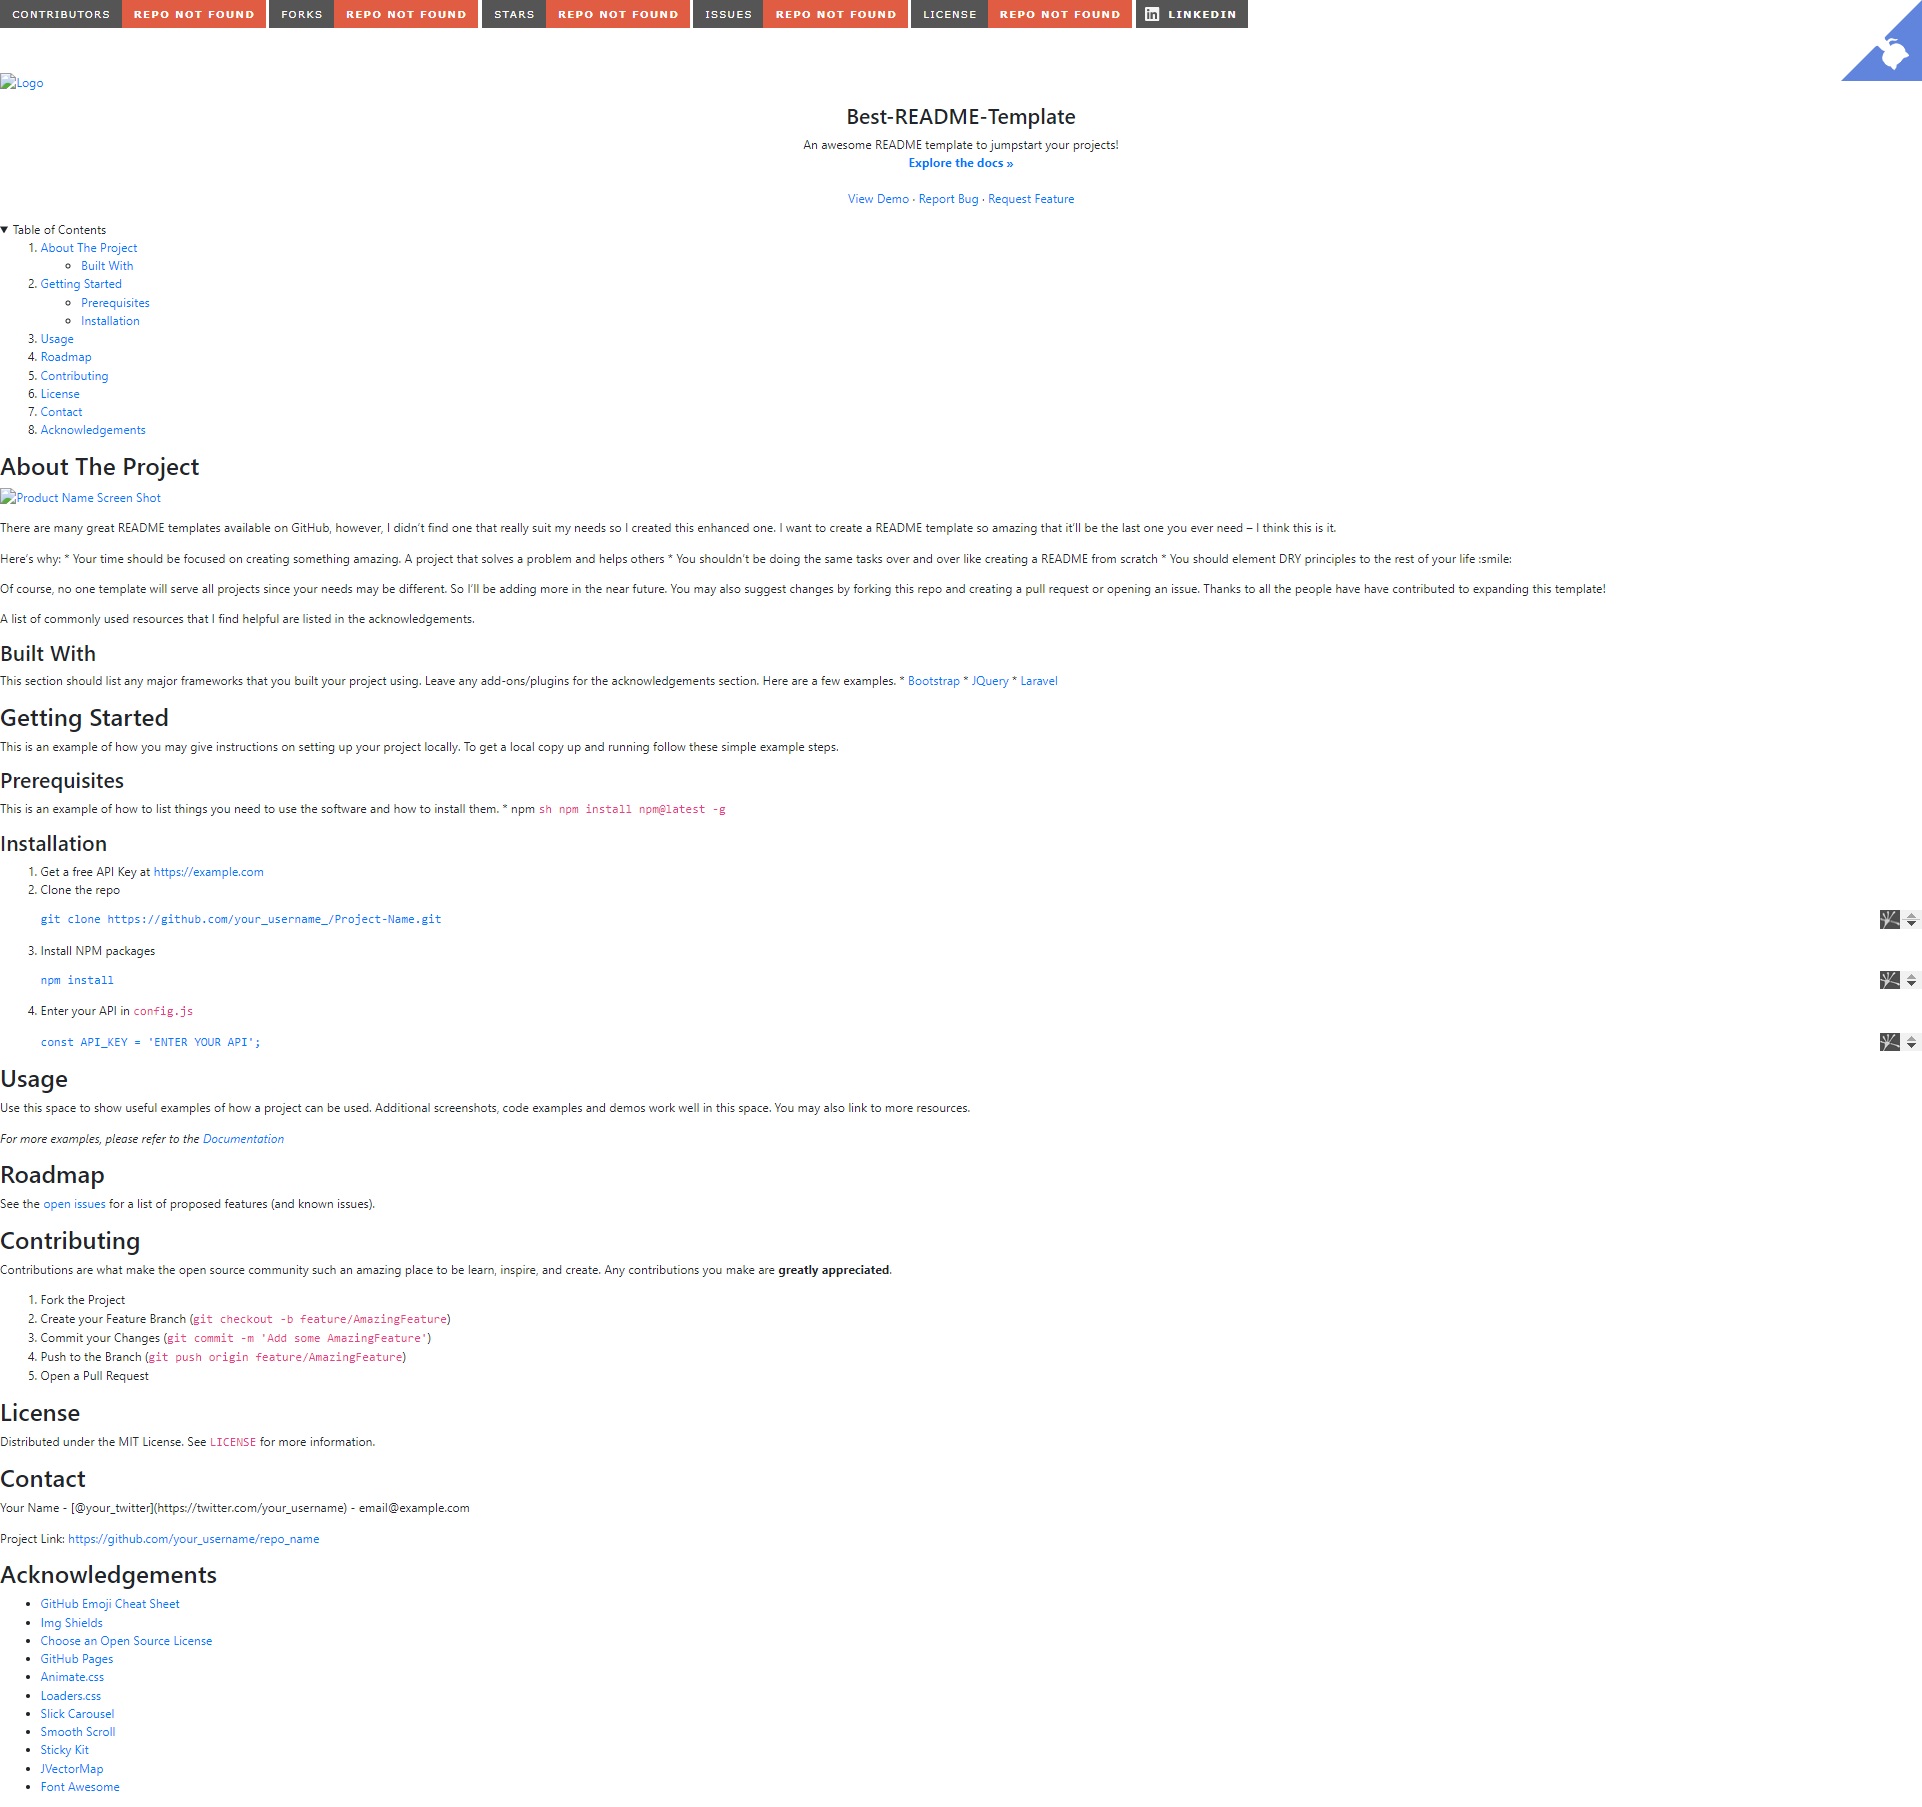 CONTRIBUTORS REPO NOT FOUND FORKS REPO NOT FOUND STARS REPO NOT FOUND ISSUES REPO NOT FOUND LICENSE REPO NOT FOUND LINKEDIN
Logo
Best-README-Template
An awesome README template to jumpstart your projects!
Explore the docs »
View Demo · Report Bug · Request Feature
▼ Table of Contents
1. About The Project
Built With
2. Getting Started
Prerequisites
Installation
3. Usage
4. Roadmap
5. Contributing
6. License
7. Contact
8. Acknowledgements
About The Project
Product Name Screen Shot
There are many great README templates available on GitHub, however, I didn't find one that really suit my needs so I created this enhanced one. I want to create a README template so amazing that it'll be the last one you ever need – I think this is it.
Here's why: * Your time should be focused on creating something amazing. A project that solves a problem and helps others * You shouldn't be doing the same tasks over and over like creating a README from scratch * You should element DRY principles to the rest of your life :smile:
Of course, no one template will serve all projects since your needs may be different. So I'll be adding more in the near future. You may also suggest changes by forking this repo and creating a pull request or opening an issue. Thanks to all the people have have contributed to expanding this template!
A list of commonly used resources that I find helpful are listed in the acknowledgements.
Built With
This section should list any major frameworks that you built your project using. Leave any add-ons/plugins for the acknowledgements section. Here are a few examples. * Bootstrap * JQuery * Laravel
Getting Started
This is an example of how you may give instructions on setting up your project locally. To get a local copy up and running follow these simple example steps.
Prerequisites
This is an example of how to list things you need to use the software and how to install them. * npm sh npm install npm@latest -g
Installation
1. Get a free API Key at https://example.com
2. Clone the repo
git clone https://github.com/your_username_/Project-Name.git
3. Install NPM packages
npm install
4. Enter your API in config.js
const API_KEY = 'ENTER YOUR API';
Usage
Use this space to show useful examples of how a project can be used. Additional screenshots, code examples and demos work well in this space. You may also link to more resources.
For more examples, please refer to the Documentation
Roadmap
See the open issues for a list of proposed features (and known issues).
Contributing
Contributions are what make the open source community such an amazing place to be learn, inspire, and create. Any contributions you make are greatly appreciated.
1. Fork the Project
2. Create your Feature Branch (git checkout -b feature/AmazingFeature)
3. Commit your Changes (git commit -m 'Add some AmazingFeature')
4. Push to the Branch (git push origin feature/AmazingFeature)
5. Open a Pull Request
License
Distributed under the MIT License. See LICENSE for more information.
Contact
Your Name - [@your_twitter](https://twitter.com/your_username) - email@example.com
Project Link: https://github.com/your_username/repo_name
Acknowledgements
GitHub Emoji Cheat Sheet
Img Shields
Choose an Open Source License
GitHub Pages
Animate.css
Loaders.css
Slick Carousel
Smooth Scroll
Sticky Kit
JVectorMap
Font Awesome